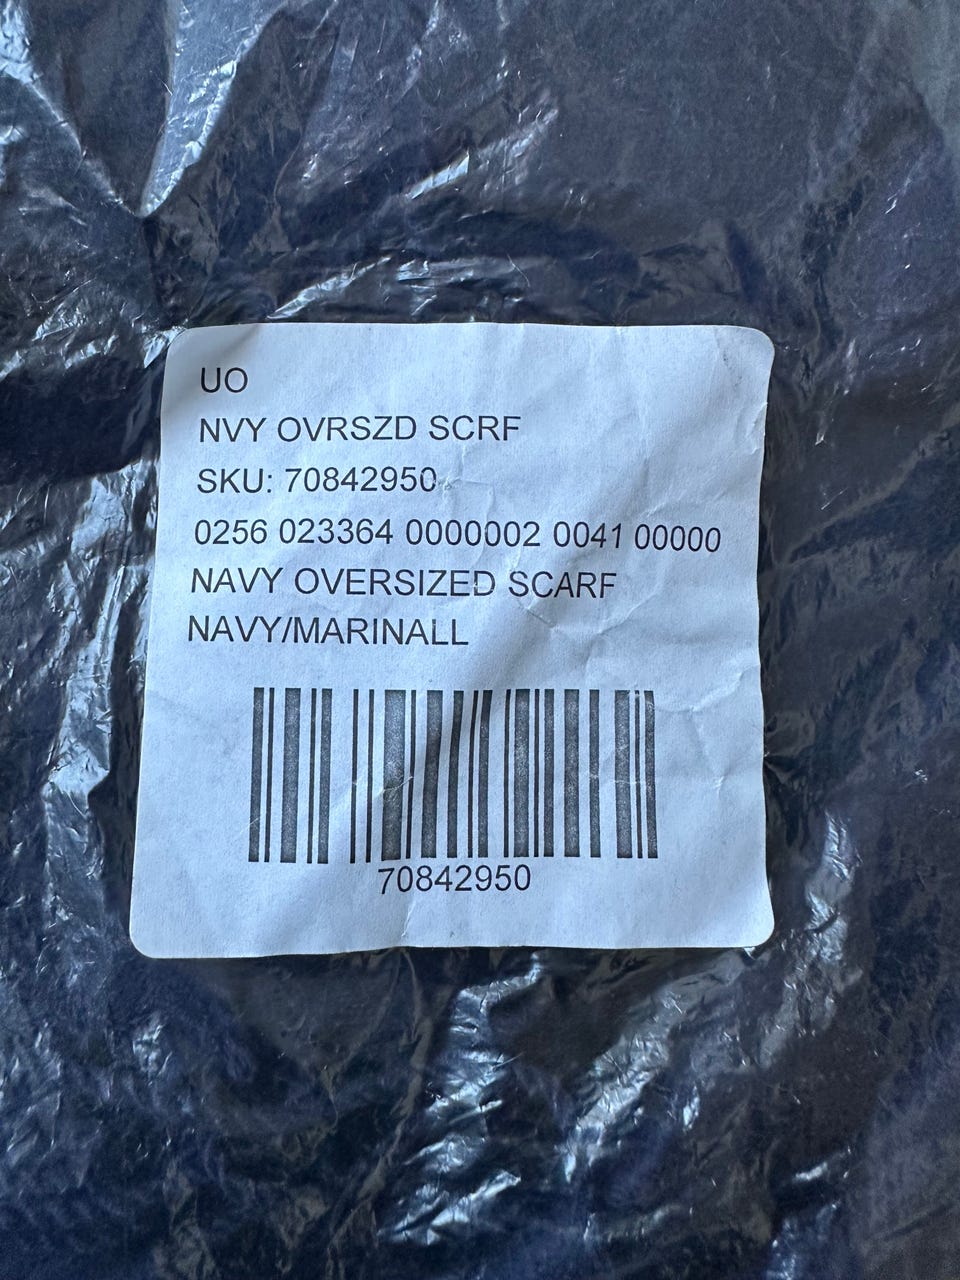 UO
NVY OVRSZD SCRF
SKU: 70842950
0256 023364 0000002 0041 00000
NAVY OVERSIZED SCARF
NAVY/MARINALL
70842950